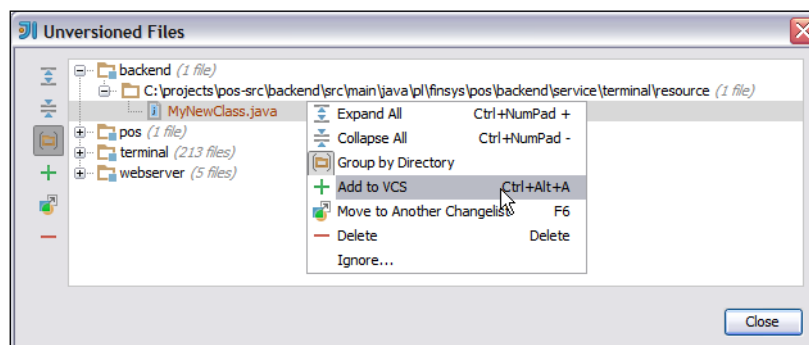 Unversioned Files
backend (1 file)
C:\projects\pos-src\backend\src\main\java\pl\finsys\pos\backend\service\terminal\resource (1 file)
MyNewClass.java
pos (1 file)
terminal (213 files)
webserver (5 files)
Expand All Ctrl+NumPad +
Collapse All Ctrl+NumPad -
Group by Directory
Add to VCS Ctrl+Alt+A
Move to Another Changelist F6
Delete Delete
Ignore...
Close